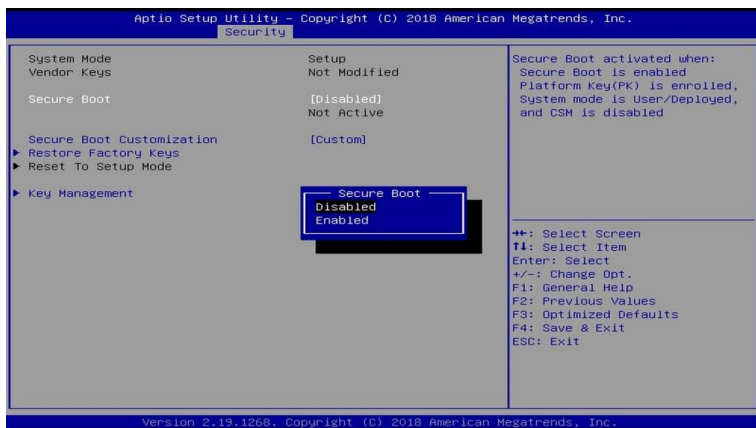 Aptio Setup Utility – Copyright (C) 2018 American Megatrends, Inc.
Security
System Mode Setup
Vendor Keys Not Modified
Secure Boot [Disabled]
Not Active
Secure Boot Customization [Custom]
Restore Factory Keys
Reset To Setup Mode
Key Management
Secure Boot
Disabled
Enabled
Secure Boot activated when:
Secure Boot is enabled
Platform Key(PK) is enrolled,
System mode is User/Deployed,
and CSM is disabled
→←: Select Screen
↑↓: Select Item
Enter: Select
+/-: Change Opt.
F1: General Help
F2: Previous Values
F3: Optimized Defaults
F4: Save & Exit
ESC: Exit
Version 2.19.1268. Copyright (C) 2018 American Megatrends, Inc.